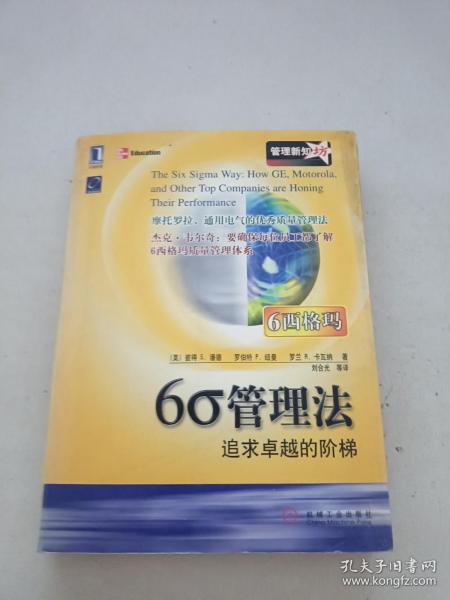 Education
管理新知坊
The Six Sigma Way: How GE, Motorola,
and Other Top Companies are Honing
Their Performance
摩托罗拉、通用电气的优秀质量管理法
杰克·韦尔奇：要确保每位员工都了解
6西格玛质量管理体系
6西格玛
（美）彼得 S. 潘德 罗伯特 P. 纽曼 罗兰 R. 卡瓦纳 著
刘合光 等译
6σ管理法
追求卓越的阶梯
机械工业出版社
China Machine Press
孔夫子旧书网
www.kongfz.com